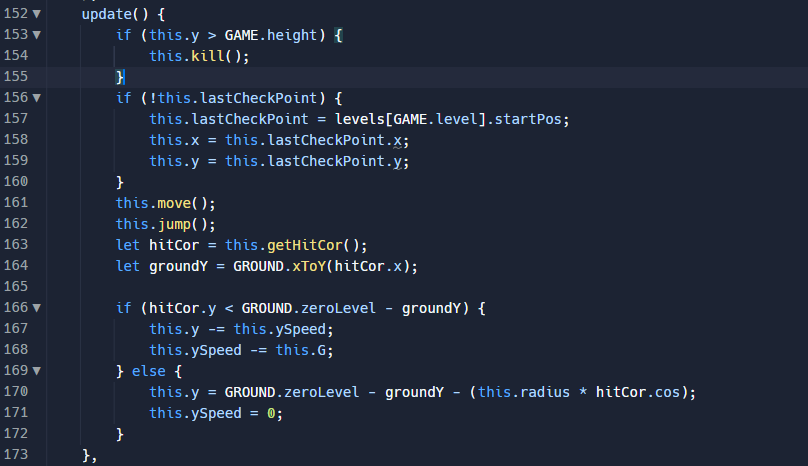 152 ▼ update() {
153 ▼ if (this.y > GAME.height) {
154 this.kill();
155 }
156 ▼ if (!this.lastCheckPoint) {
157 this.lastCheckPoint = levels[GAME.level].startPos;
158 this.x = this.lastCheckPoint.x;
159 this.y = this.lastCheckPoint.y;
160 }
161 this.move();
162 this.jump();
163 let hitCor = this.getHitCor();
164 let groundY = GROUND.xToY(hitCor.x);
165
166 ▼ if (hitCor.y < GROUND.zeroLevel - groundY) {
167 this.y -= this.ySpeed;
168 this.ySpeed -= this.G;
169 ▼ } else {
170 this.y = GROUND.zeroLevel - groundY - (this.radius * hitCor.cos);
171 this.ySpeed = 0;
172 }
173 },